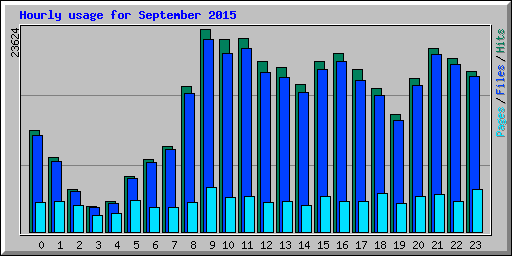 Hourly usage for September 2015
23624
Pages/Files/Hits
0 1 2 3 4 5 6 7 8 9 10 11 12 13 14 15 16 17 18 19 20 21 22 23